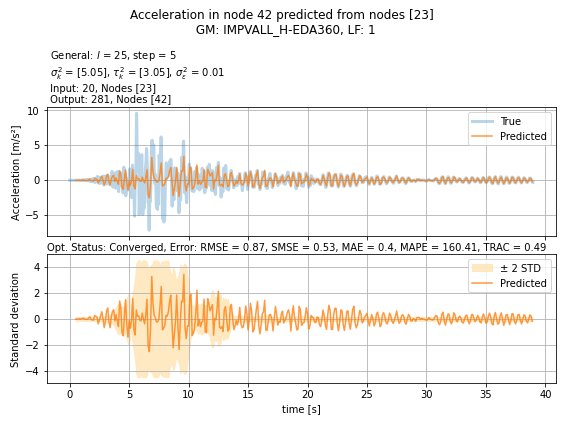 Acceleration in node 42 predicted from nodes [23]
GM: IMPVALL_H-EDA360, LF: 1
General: l = 25, step = 5
σ²ₖ = [5.05], τ²ₖ = [3.05], σ²ε = 0.01
Input: 20, Nodes [23]
Output: 281, Nodes [42]
10
5
0
−5
Acceleration [m/s²]
True
Predicted
Opt. Status: Converged, Error: RMSE = 0.87, SMSE = 0.53, MAE = 0.4, MAPE = 160.41, TRAC = 0.49
4
2
0
−2
−4
Standard deviation
± 2 STD
Predicted
0 5 10 15 20 25 30 35 40
time [s]